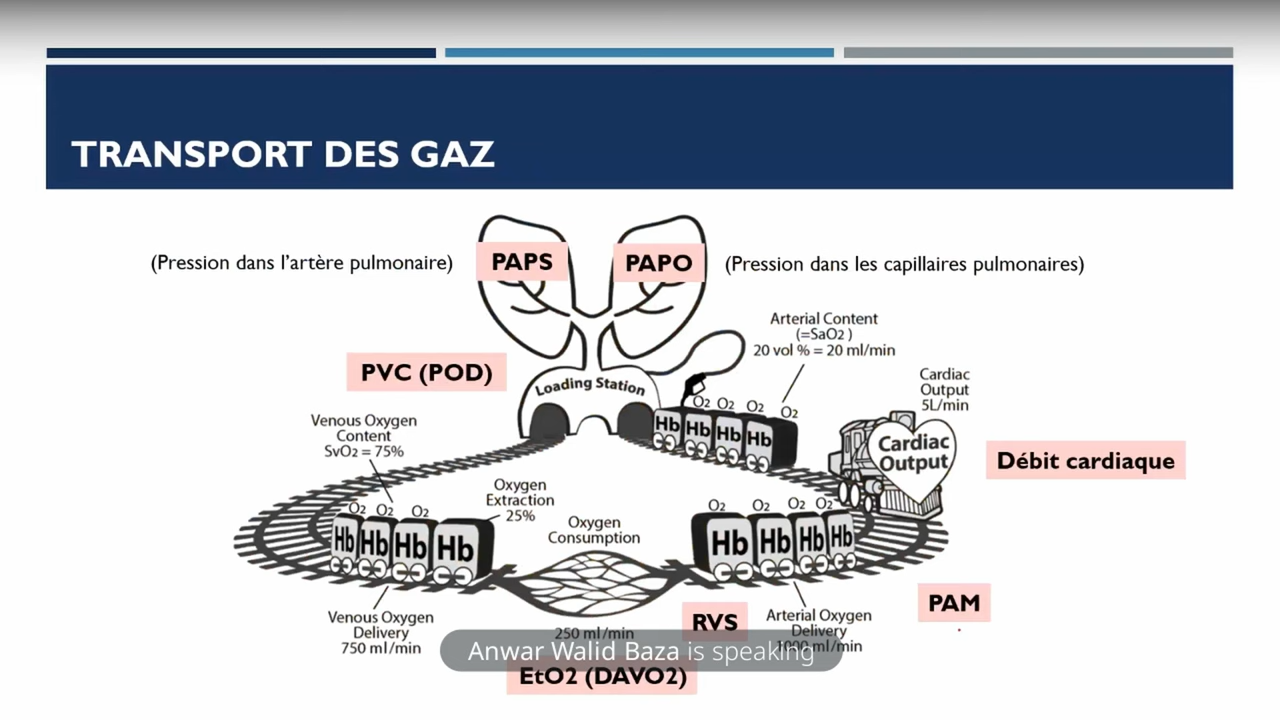 TRANSPORT DES GAZ
(Pression dans l'artère pulmonaire)
PAPS
PAPO
(Pression dans les capillaires pulmonaires)
Arterial Content
(=SaO2 )
20 vol % = 20 ml/min
PVC (POD)
Loading Station
Cardiac
Output
5L/min
O2 O2 O2 O2
Hb Hb Hb Hb
Cardiac
Output
Débit cardiaque
Venous Oxygen
Content
SvO2 = 75%
Oxygen
Extraction
25%
O2 O2 O2
Hb Hb Hb Hb
Oxygen
Consumption
O2 O2 O2 O2
Hb Hb Hb Hb
PAM
Venous Oxygen
Delivery
750 ml/min
250 ml/min
RVS
Arterial Oxygen
Delivery
1000 ml/min
Anwar Walid Baza is speaking
EtO2 (DAVO2)